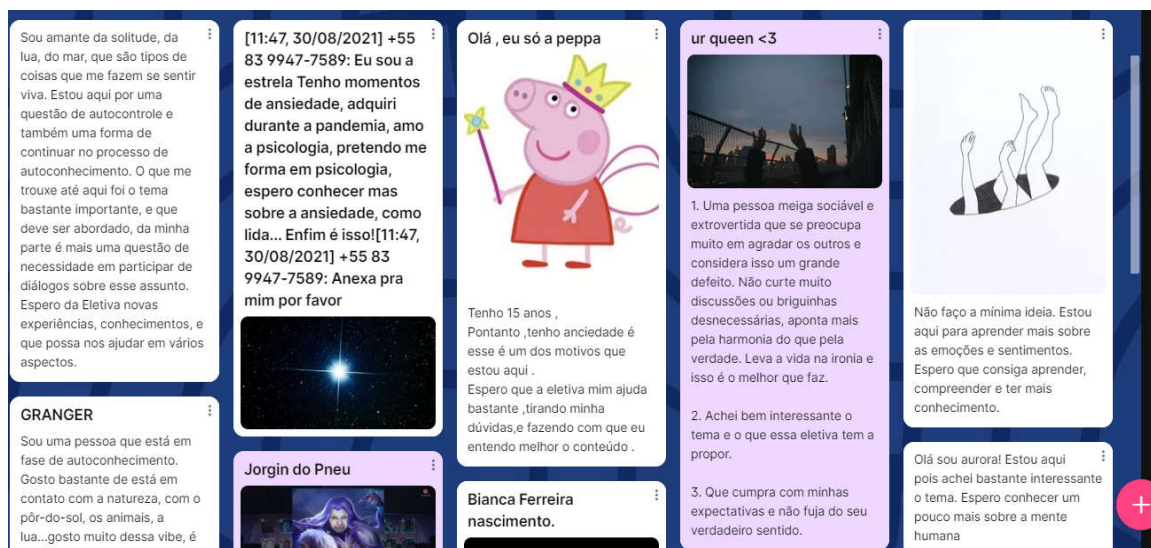 Sou amante da solitude, da
lua, do mar, que são tipos de
coisas que me fazem se sentir
viva. Estou aqui por uma
questão de autocontrole e
também uma forma de
continuar no processo de
autoconhecimento. O que me
trouxe até aqui foi o tema
bastante importante, e que
deve ser abordado, da minha
parte é mais uma questão de
necessidade em participar de
diálogos sobre esse assunto.
Espero da Eletiva novas
experiências, conhecimentos, e
que possa nos ajudar em vários
aspectos.
GRANGER
Sou uma pessoa que está em
fase de autoconhecimento.
Gosto bastante de está em
contato com a natureza, com o
pôr-do-sol, os animais, a
lua...gosto muito dessa vibe, é
[11:47, 30/08/2021] +55
83 9947-7589: Eu sou a
estrela Tenho momentos
de ansiedade, adquiri
durante a pandemia, amo
a psicologia, pretendo me
forma em psicologia,
espero conhecer mas
sobre a ansiedade, como
lida... Enfim é isso![11:47,
30/08/2021] +55 83
9947-7589: Anexa pra
mim por favor
Jorgin do Pneu
Olá , eu só a peppa
Tenho 15 anos ,
Pontanto ,tenho anciedade é
esse é um dos motivos que
estou aqui .
Espero que a eletiva mim ajuda
bastante ,tirando minha
dúvidas,e fazendo com que eu
entendo melhor o conteúdo .
Bianca Ferreira
nascimento.
ur queen <3
1. Uma pessoa meiga sociável e
extrovertida que se preocupa
muito em agradar os outros e
considera isso um grande
defeito. Não curte muito
discussões ou briguinhas
desnecessárias, aponta mais
pela harmonia do que pela
verdade. Leva a vida na ironia e
isso é o melhor que faz.
2. Achei bem interessante o
tema e o que essa eletiva tem a
propor.
3. Que cumpra com minhas
expectativas e não fuja do seu
verdadeiro sentido.
Não faço a mínima ideia. Estou
aqui para aprender mais sobre
as emoções e sentimentos.
Espero que consiga aprender,
compreender e ter mais
conhecimento.
Olá sou aurora! Estou aqui
pois achei bastante interessante
o tema. Espero conhecer um
pouco mais sobre a mente
humana